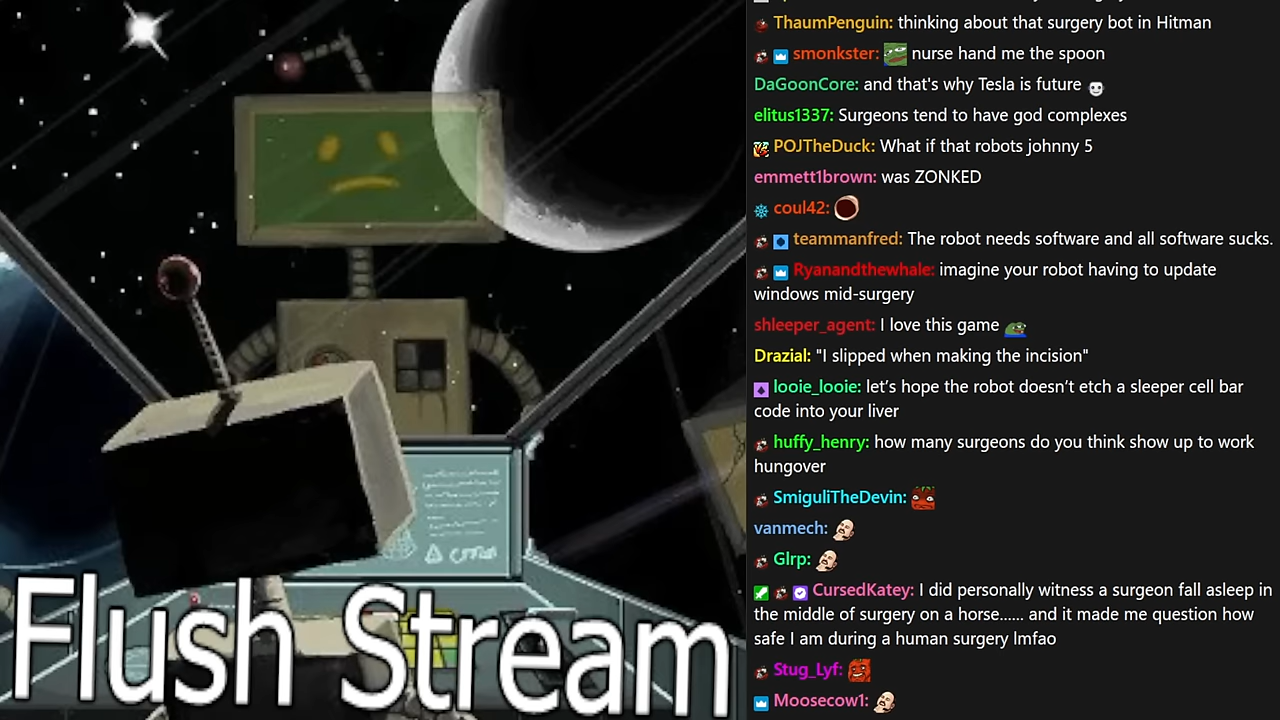 ThaumPenguin: thinking about that surgery bot in Hitman
smonkster: nurse hand me the spoon
DaGoonCore: and that's why Tesla is future
elitus1337: Surgeons tend to have god complexes
POJTheDuck: What if that robots johnny 5
emmett1brown: was ZONKED
coul42:
teammanfred: The robot needs software and all software sucks.
Ryanandthewhale: imagine your robot having to update
windows mid-surgery
shleeper_agent: I love this game
Drazial: "I slipped when making the incision"
looie_looie: let’s hope the robot doesn’t etch a sleeper cell bar
code into your liver
huffy_henry: how many surgeons do you think show up to work
hungover
SmiguliTheDevin:
vanmech:
Glrp:
CursedKatey: I did personally witness a surgeon fall asleep in
the middle of surgery on a horse...... and it made me question how
safe I am during a human surgery lmfao
Stug_Lyf:
Moosecow1:
Flush Stream